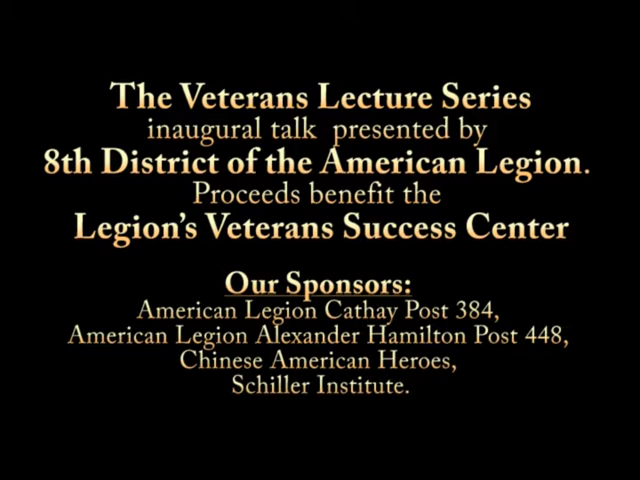 The Veterans Lecture Series
inaugural talk presented by
8th District of the American Legion.
Proceeds benefit the
Legion's Veterans Success Center
Our Sponsors:
American Legion Cathay Post 384,
American Legion Alexander Hamilton Post 448,
Chinese American Heroes,
Schiller Institute.